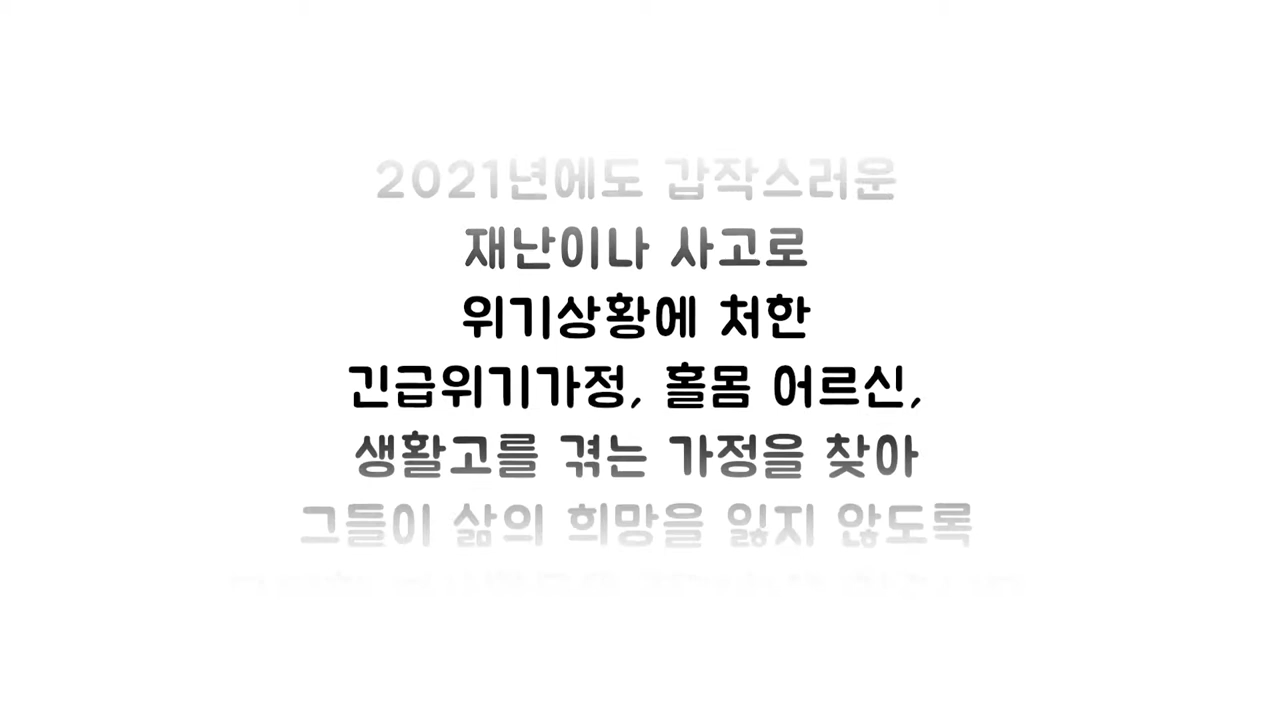 2021년에도 갑작스러운
재난이나 사고로
위기상황에 처한
긴급위기가정, 홀몸 어르신,
생활고를 겪는 가정을 찾아
그들이 삶의 희망을 잃지 않도록